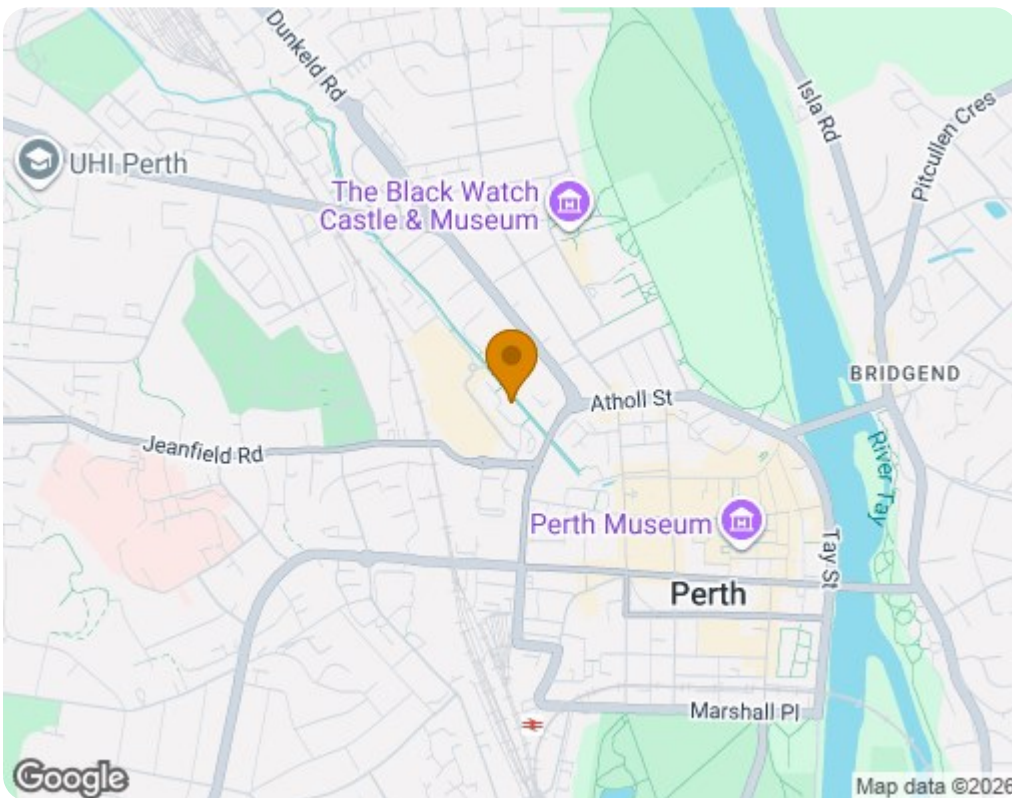 Dunkeld Rd
Isla Rd
Pitcullen Cres
UHI Perth
The Black Watch
Castle & Museum
BRIDGEND
Atholl St
Jeanfield Rd
River Tay
Perth Museum
Tay St
Perth
Marshall Pl
Google
Map data ©2026